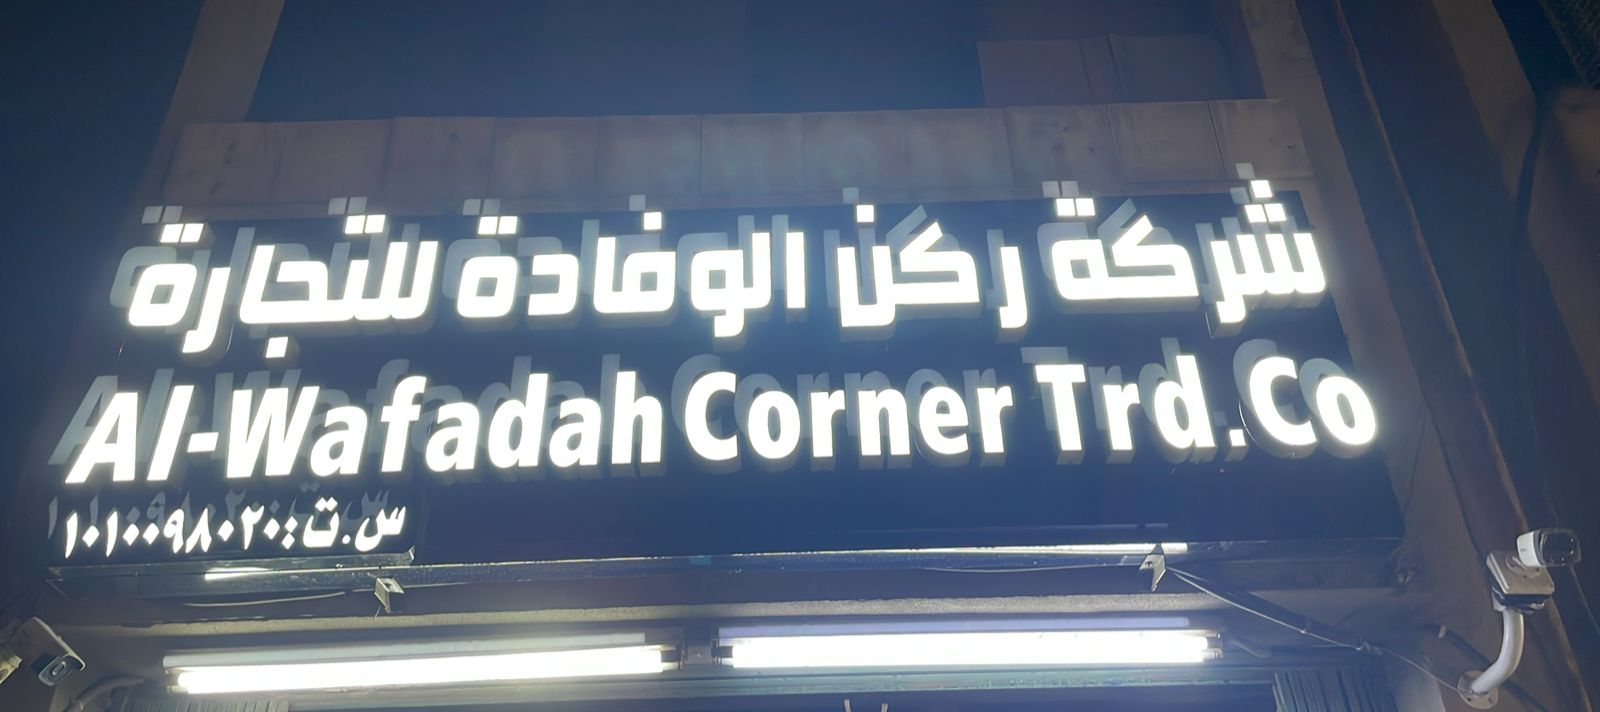 شركة ركن الوفادة للتجارة
Al-Wafadah Corner Trd.Co
س.ت: ١٠١٠٠٩٨٠٢٠